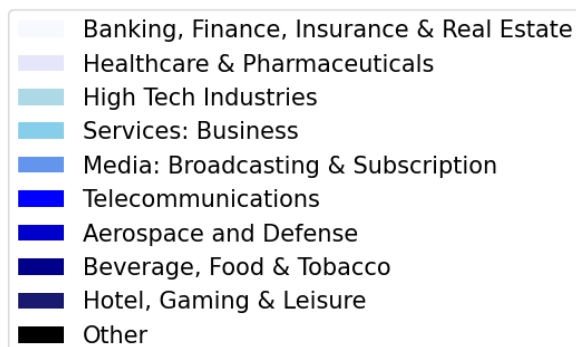 Banking, Finance, Insurance & Real Estate
Healthcare & Pharmaceuticals
High Tech Industries
Services: Business
Media: Broadcasting & Subscription
Telecommunications
Aerospace and Defense
Beverage, Food & Tobacco
Hotel, Gaming & Leisure
Other